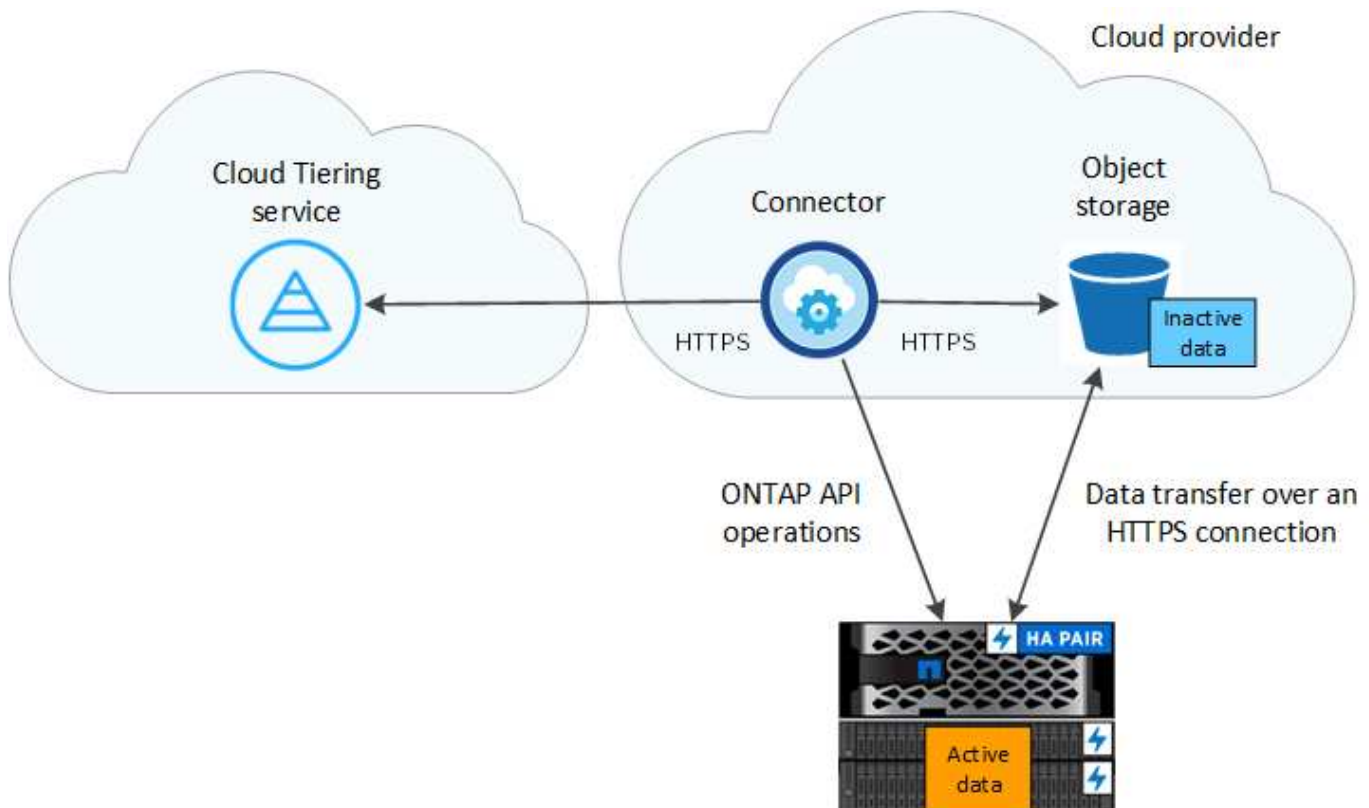 Cloud provider
Cloud Tiering
service
Connector
Object
storage
Inactive
data
HTTPS
HTTPS
ONTAP API
operations
Data transfer over an
HTTPS connection
HA PAIR
Active
data